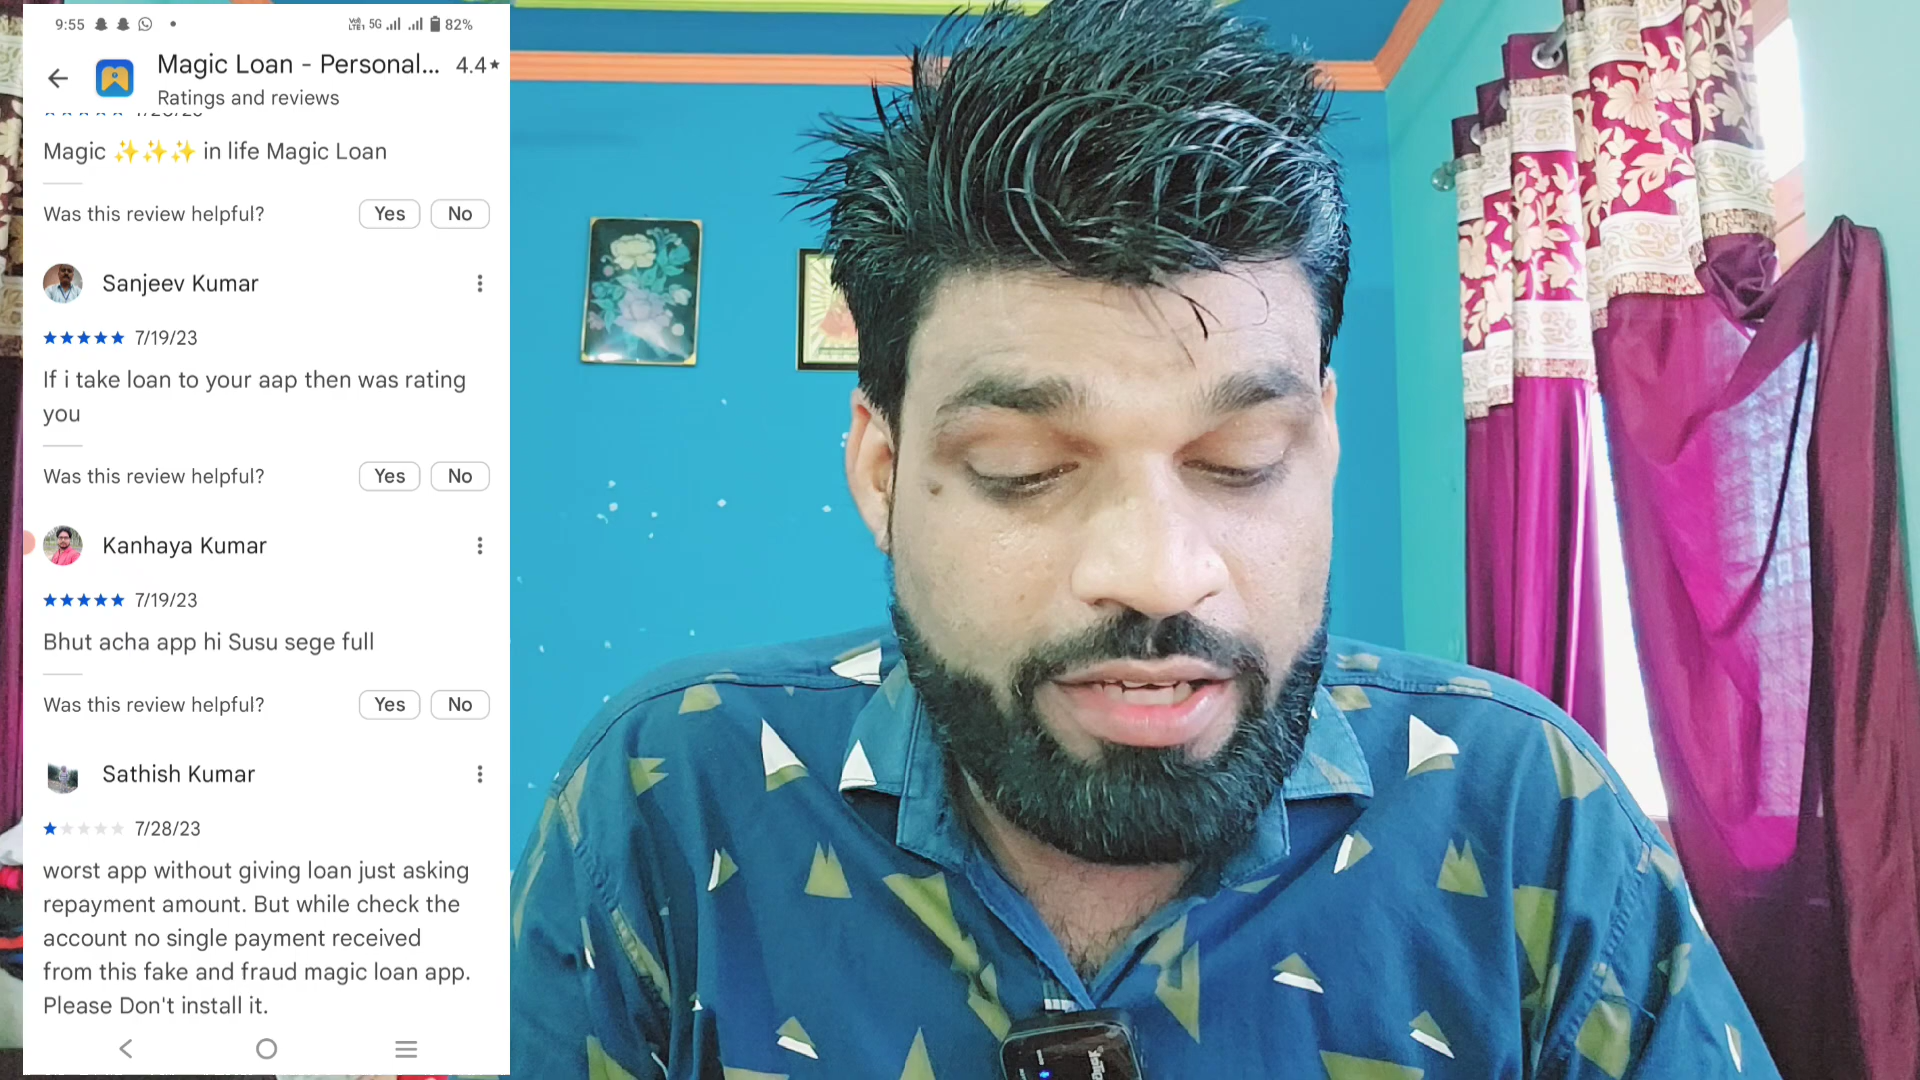 9:55
5G
82%
Magic Loan - Personal... 4.4★
Ratings and reviews
Magic ✨✨✨ in life Magic Loan
Was this review helpful? Yes No
Sanjeev Kumar
★★★★★ 7/19/23
If i take loan to your aap then was rating
you
Was this review helpful? Yes No
Kanhaya Kumar
★★★★★ 7/19/23
Bhut acha app hi Susu sege full
Was this review helpful? Yes No
Sathish Kumar
★☆☆☆☆ 7/28/23
worst app without giving loan just asking
repayment amount. But while check the
account no single payment received
from this fake and fraud magic loan app.
Please Don't install it.